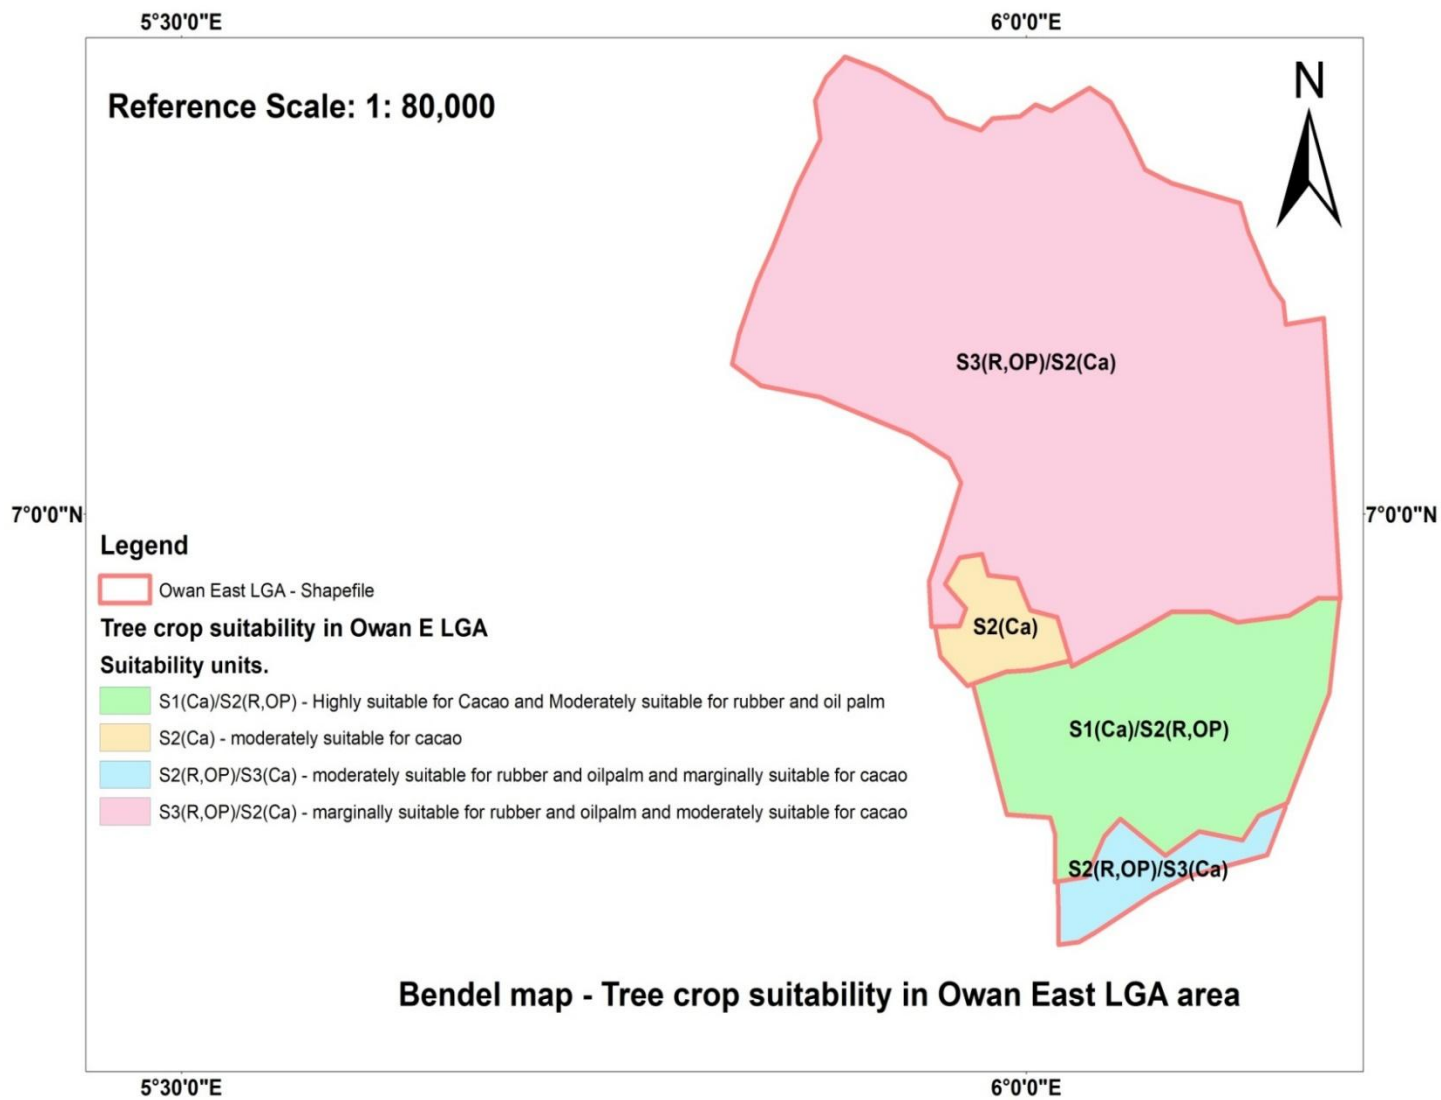 5°30'0"E 6°0'0"E
Reference Scale: 1: 80,000
N
S3(R,OP)/S2(Ca)
7°0'0"N 7°0'0"N
Legend
Owan East LGA - Shapefile
Tree crop suitability in Owan E LGA
S2(Ca)
Suitability units.
S1(Ca)/S2(R,OP) - Highly suitable for Cacao and Moderately suitable for rubber and oil palm
S2(Ca) - moderately suitable for cacao
S2(R,OP)/S3(Ca) - moderately suitable for rubber and oilpalm and marginally suitable for cacao
S3(R,OP)/S2(Ca) - marginally suitable for rubber and oilpalm and moderately suitable for cacao
S1(Ca)/S2(R,OP)
S2(R,OP)/S3(Ca)
Bendel map - Tree crop suitability in Owan East LGA area
5°30'0"E 6°0'0"E